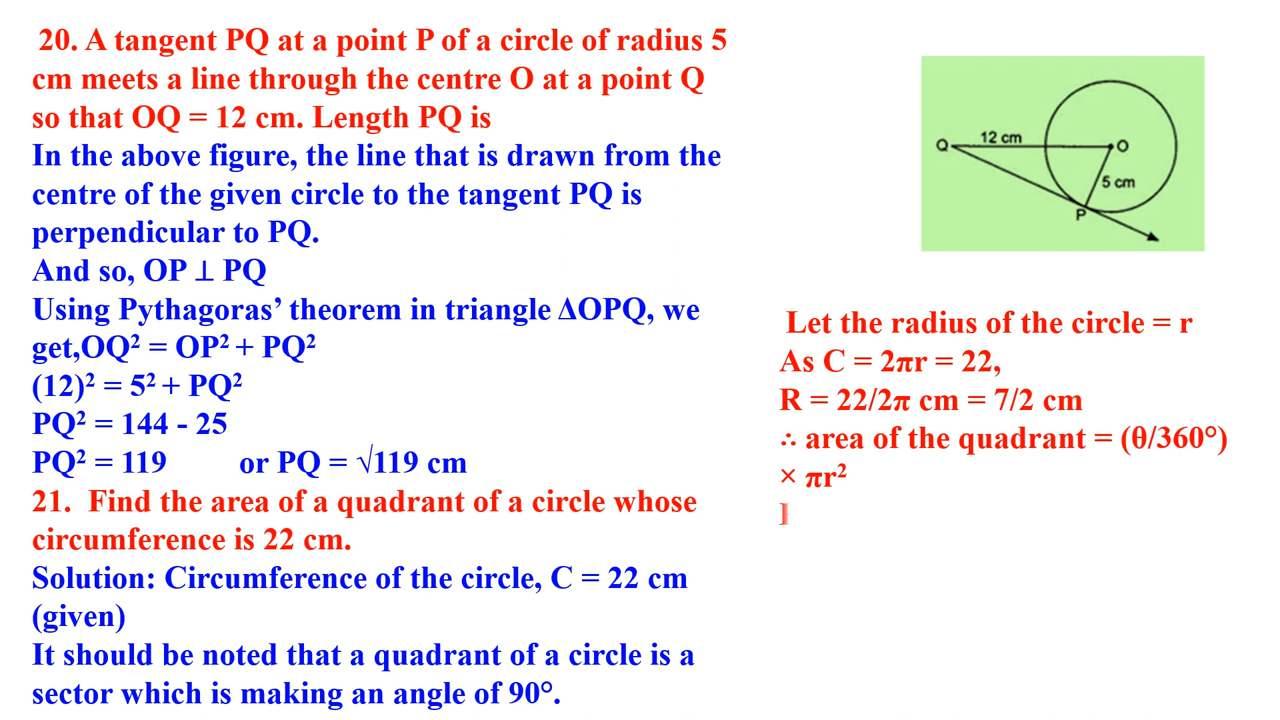 20. A tangent PQ at a point P of a circle of radius 5
cm meets a line through the centre O at a point Q
so that OQ = 12 cm. Length PQ is
In the above figure, the line that is drawn from the
centre of the given circle to the tangent PQ is
perpendicular to PQ.
And so, OP ⊥ PQ
Using Pythagoras’ theorem in triangle ΔOPQ, we
get,OQ² = OP² + PQ²
(12)² = 5² + PQ²
PQ² = 144 - 25
PQ² = 119 or PQ = √119 cm
21. Find the area of a quadrant of a circle whose
circumference is 22 cm.
Solution: Circumference of the circle, C = 22 cm
(given)
It should be noted that a quadrant of a circle is a
sector which is making an angle of 90°.
Q
12 cm
O
5 cm
P
Let the radius of the circle = r
As C = 2πr = 22,
R = 22/2π cm = 7/2 cm
∴ area of the quadrant = (θ/360°)
× πr²